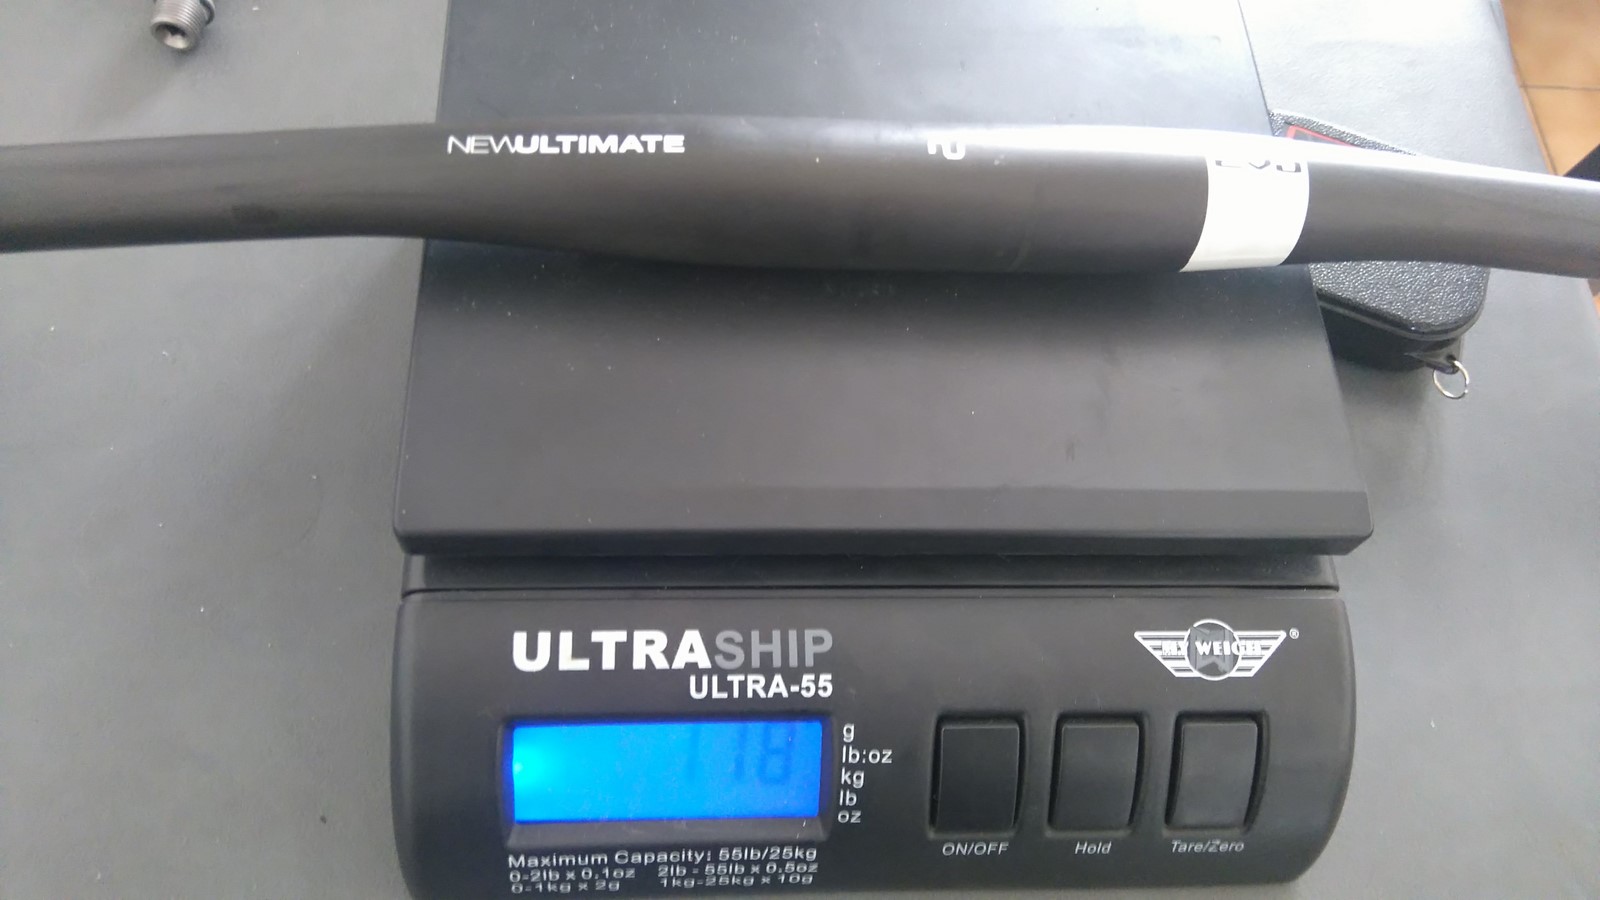 NEWULTIMATE
EVO
ULTRASHIP
ULTRA-55
MY WEIGH®
118
g
lb:oz
kg
lb
oz
ON/OFF
Hold
Tare/Zero
Maximum Capacity: 55lb/25kg
0-2lb x 0.1oz 2lb - 55lb x 0.5oz
0-1kg x 2g 1kg-25kg x 10g